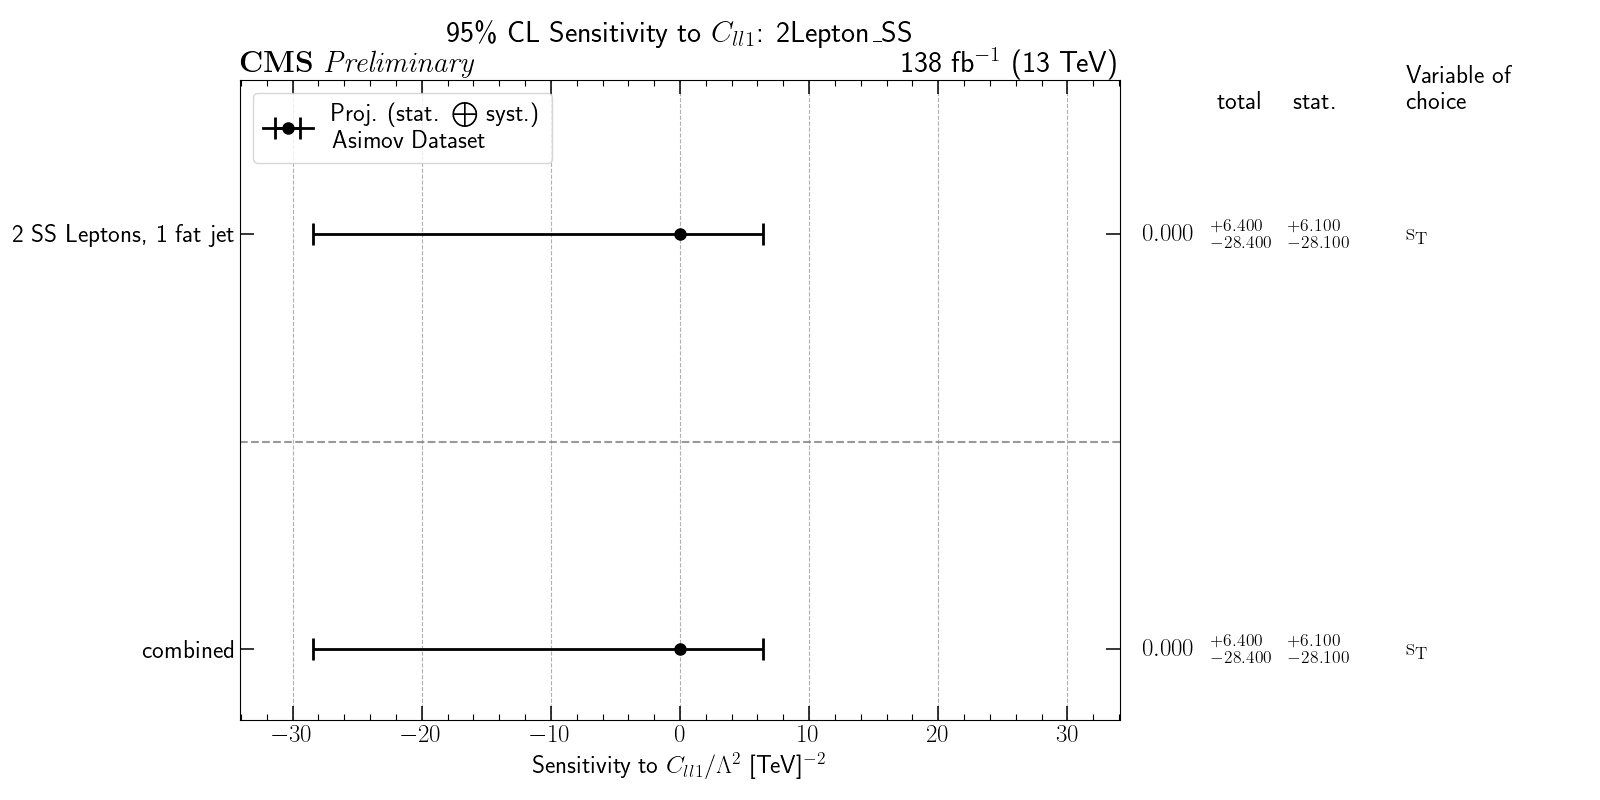 95% CL Sensitivity to C_{ll1}: 2Lepton_SS
CMS Preliminary
138 fb^{−1} (13 TeV)
Variable of
choice
total
stat.
Proj. (stat. ⊕ syst.)
Asimov Dataset
2 SS Leptons, 1 fat jet
0.000
+6.400
−28.400
+6.100
−28.100
s_T
combined
0.000
+6.400
−28.400
+6.100
−28.100
s_T
−30 −20 −10 0 10 20 30
Sensitivity to C_{ll1}/Λ^2 [TeV]^{−2}